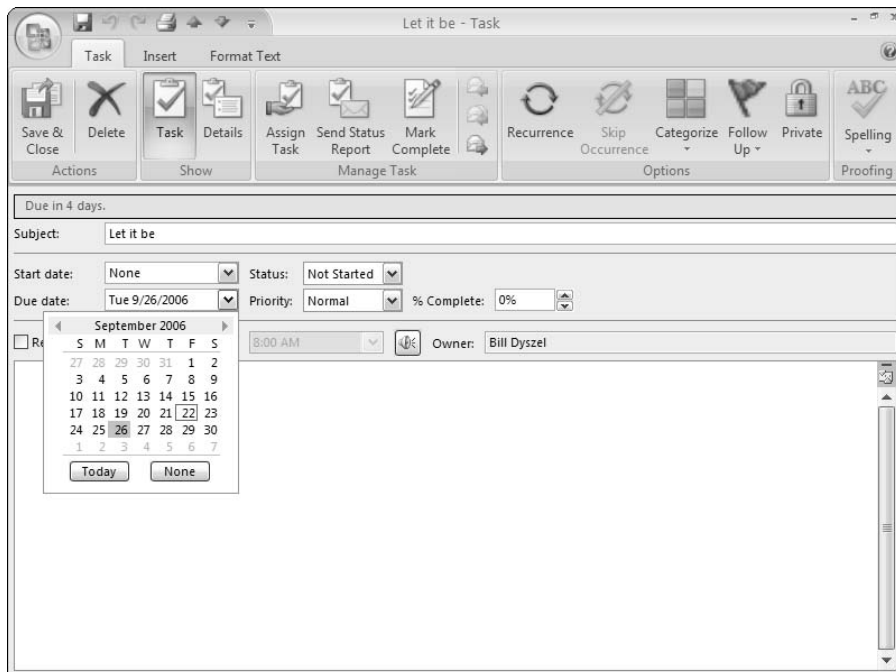 Let it be - Task
Task Insert Format Text
Save & Close
Delete
Task
Details
Assign Task
Send Status Report
Mark Complete
Recurrence
Skip Occurrence
Categorize
Follow Up
Private
ABC
Spelling
Actions Show Manage Task Options Proofing
Due in 4 days.
Subject: Let it be
Start date: None Status: Not Started
Due date: Tue 9/26/2006 Priority: Normal % Complete: 0%
8:00 AM Owner: Bill Dyszel
September 2006
S M T W T F S
27 28 29 30 31 1 2
3 4 5 6 7 8 9
10 11 12 13 14 15 16
17 18 19 20 21 22 23
24 25 26 27 28 29 30
1 2 3 4 5 6 7
Today None